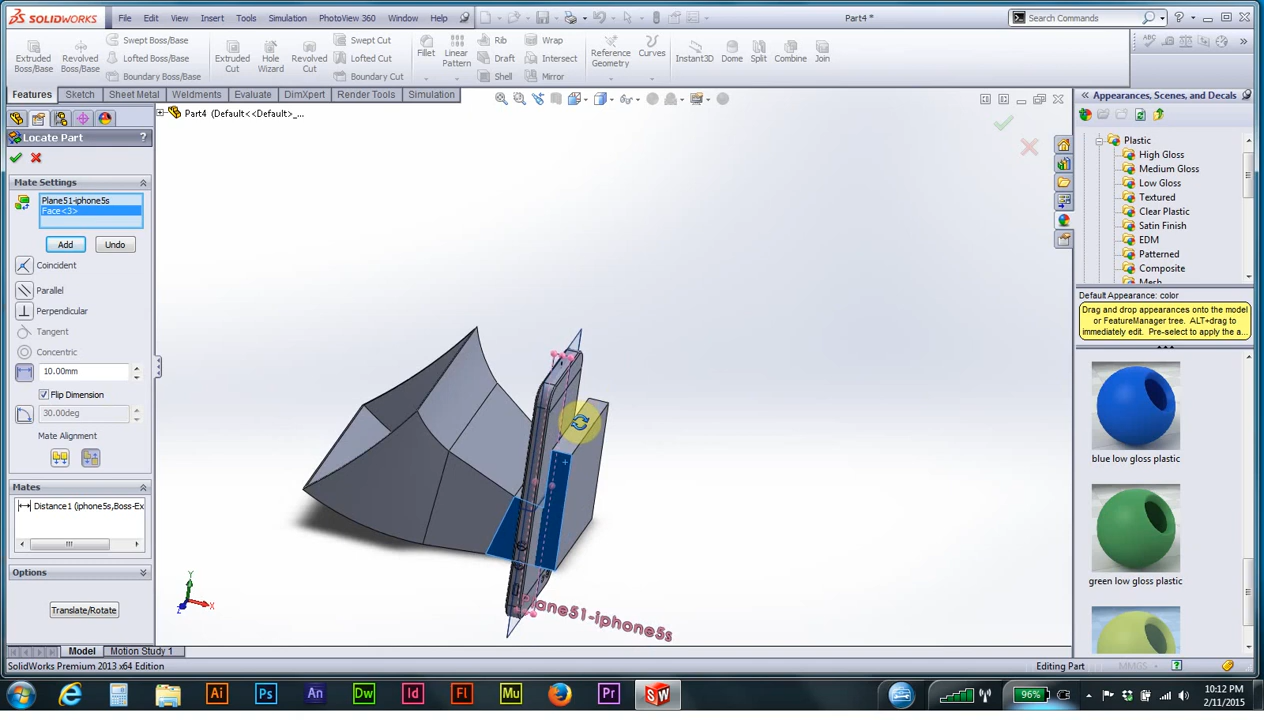 SOLIDWORKS File Edit View Insert Tools Simulation PhotoView 360 Window Help Part4 * Search Commands
Extruded Boss/Base
Revolved Boss/Base
Swept Boss/Base
Lofted Boss/Base
Boundary Boss/Base
Extruded Cut
Hole Wizard
Revolved Cut
Swept Cut
Lofted Cut
Boundary Cut
Fillet
Linear Pattern
Rib
Draft
Shell
Wrap
Intersect
Mirror
Reference Geometry
Curves
Instant3D
Dome
Split
Combine
Join
Features Sketch Sheet Metal Weldments Evaluate DimXpert Render Tools Simulation
Part4 (Default<<Default>_...
Locate Part ?
Mate Settings
Plane51-iphone5s
Face<3>
Add Undo
Coincident
Parallel
Perpendicular
Tangent
Concentric
10.00mm
Flip Dimension
30.00deg
Mate Alignment
Mates
Distance1 (iphone5s,Boss-Ex
Options
Translate/Rotate
Plane51-iphone5s
Y
X
Z
Appearances, Scenes, and Decals
Plastic
High Gloss
Medium Gloss
Low Gloss
Textured
Clear Plastic
Satin Finish
EDM
Patterned
Composite
Mesh
Default Appearance: color
Drag and drop appearances onto the model or FeatureManager tree. ALT+drag to immediately edit. Pre-select to apply the a...
blue low gloss plastic
green low gloss plastic
Model Motion Study 1
SolidWorks Premium 2013 x64 Edition Editing Part MMGS
Ai Ps An Dw Id Fl Mu Pr SW 96% 10:12 PM
2/11/2015